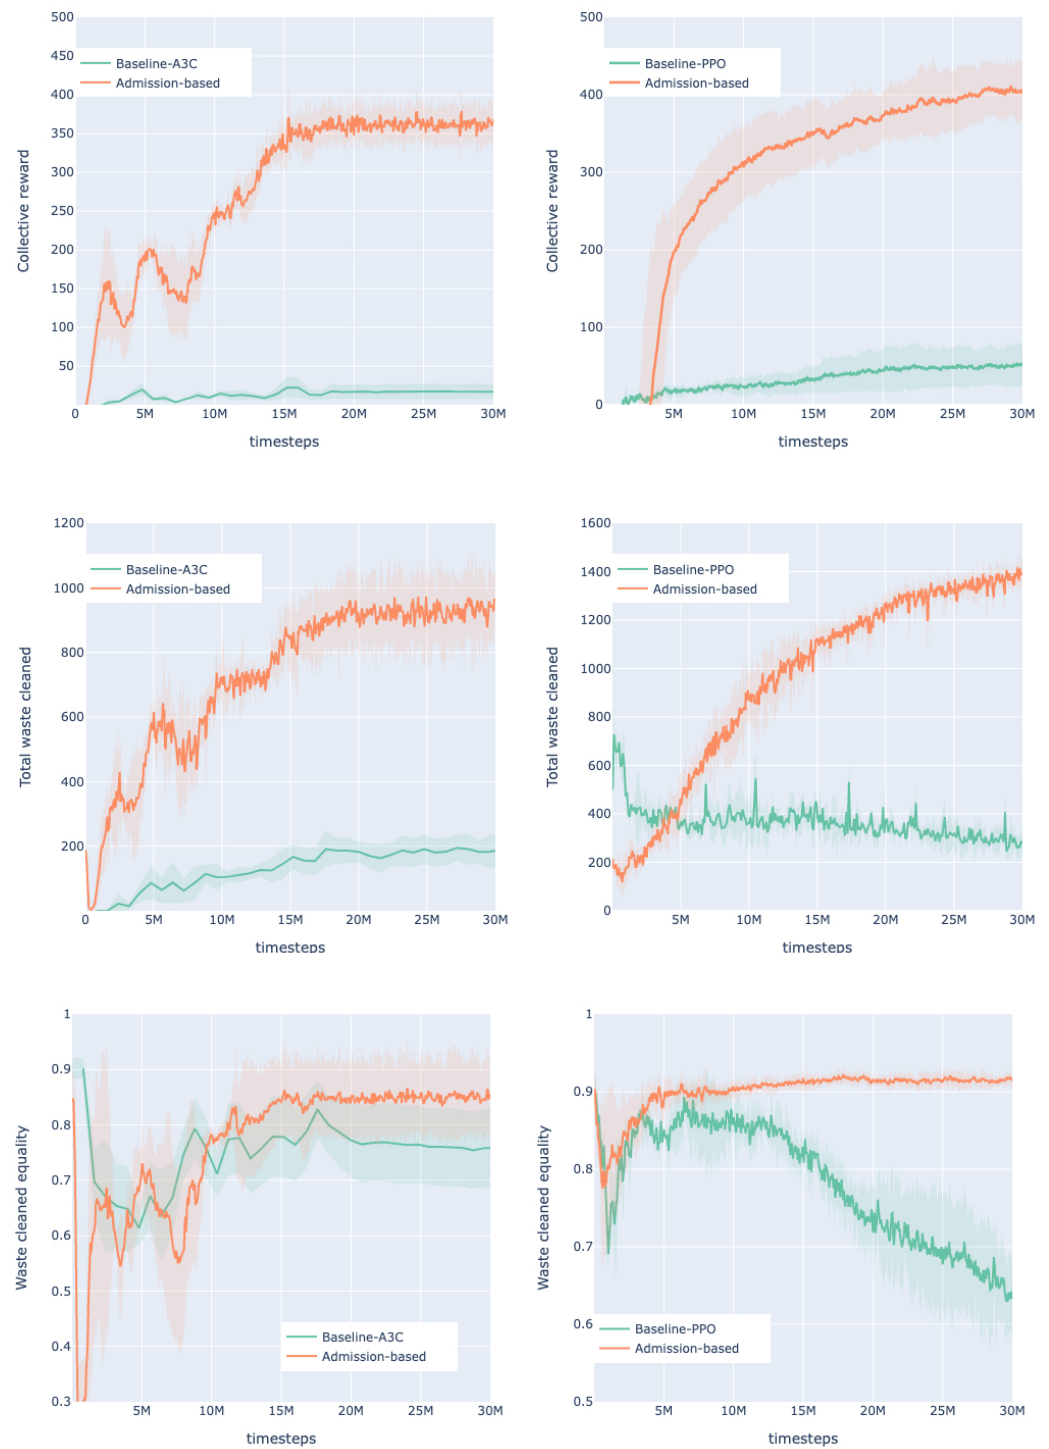 500
450
400
350
300
250
200
150
100
50
0
5M
10M
15M
20M
25M
30M
Collective reward
timesteps
Baseline-A3C
Admission-based
500
400
300
200
100
0
5M
10M
15M
20M
25M
30M
Collective reward
timesteps
Baseline-PPO
Admission-based
1200
1000
800
600
400
200
0
5M
10M
15M
20M
25M
30M
Total waste cleaned
timesteps
Baseline-A3C
Admission-based
1600
1400
1200
1000
800
600
400
200
0
5M
10M
15M
20M
25M
30M
Total waste cleaned
timesteps
Baseline-PPO
Admission-based
1
0.9
0.8
0.7
0.6
0.5
0.4
0.3
5M
10M
15M
20M
25M
30M
Waste cleaned equality
timesteps
Baseline-A3C
Admission-based
1
0.9
0.8
0.7
0.6
0.5
5M
10M
15M
20M
25M
30M
Waste cleaned equality
timesteps
Baseline-PPO
Admission-based